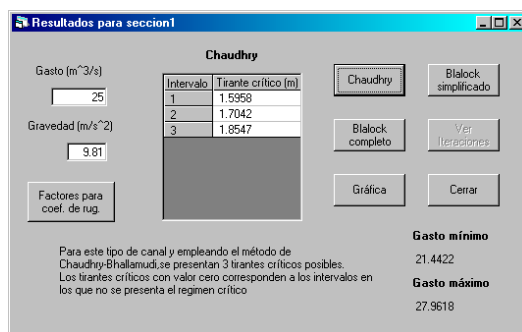 Resultados para seccion1
Chaudhry
Gasto (m^3/s)
25
Gravedad (m/s^2)
9.81
Factores para
coef. de rug.
Intervalo Tirante crítico (m)
1 1.5958
2 1.7042
3 1.8547
Chaudhry
Blalock
simplificado
Blalock
completo
Ver
Iteraciones
Gráfica
Cerrar
Para este tipo de canal y empleando el método de
Chaudhry-Bhallamudi,se presentan 3 tirantes críticos posibles.
Los tirantes críticos con valor cero corresponden a los intervalos en
los que no se presenta el regimen crítico
Gasto mínimo
21.4422
Gasto máximo
27.9618